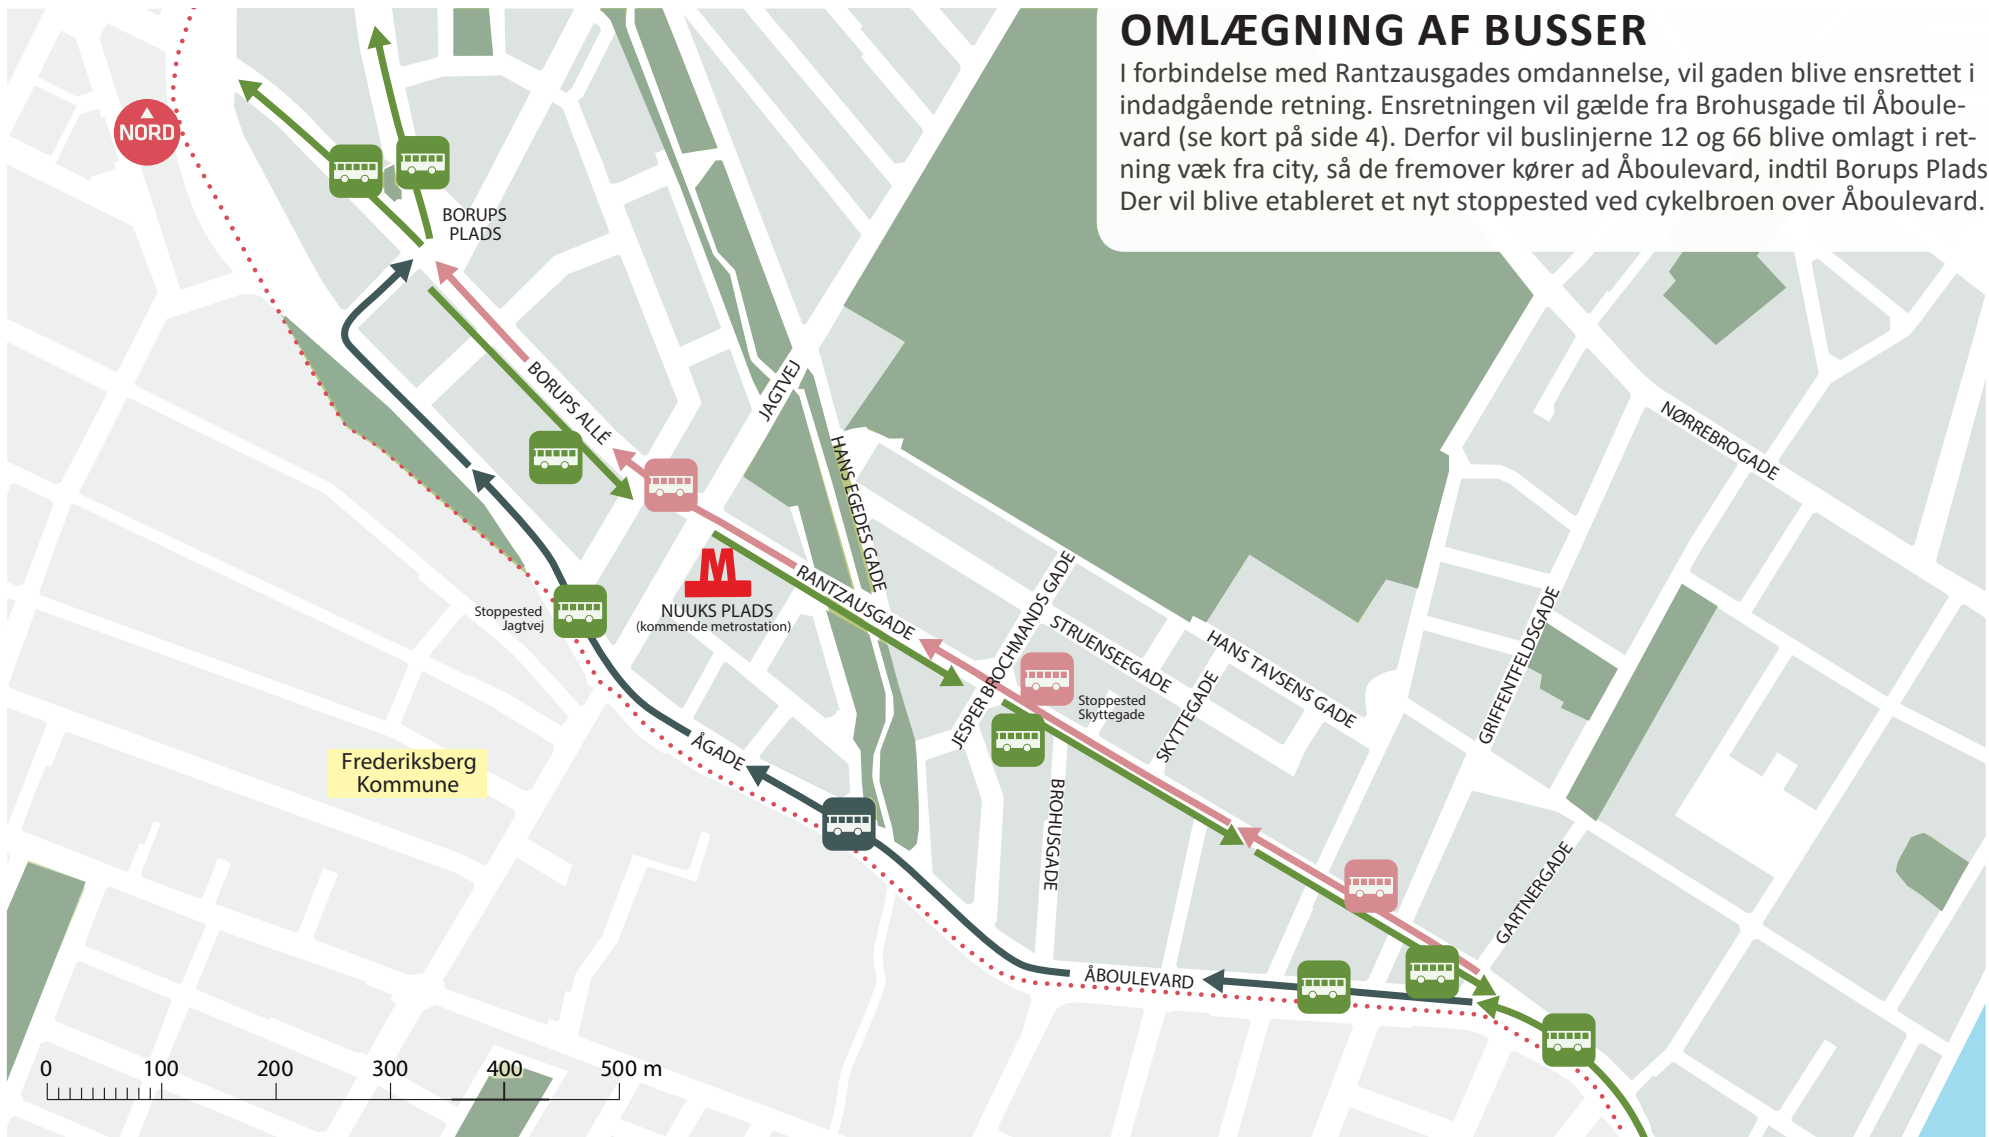 OMLÆGNING AF BUSSER
I forbindelse med Rantzausgades omdannelse, vil gaden blive ensrettet i
indadgående retning. Ensretningen vil gælde fra Brohusgade til Åboule-
vard (se kort på side 4). Derfor vil buslinjerne 12 og 66 blive omlagt i ret-
ning væk fra city, så de fremover kører ad Åboulevard, indtil Borups Plads
Der vil blive etableret et nyt stoppested ved cykelbroen over Åboulevard.
NORD
BORUPS
PLADS
BORUPS ALLÉ
JAGTVEJ
HANS EGEDES GADE
NØRREBROGADE
M
NUUKS PLADS
(kommende metrostation)
RANTZAUSGADE
Stoppested
Jagtvej
JESPER BROCHMANDS GADE
STRUENSEEGADE
HANS TAVSENS GADE
SKYTTEGADE
GRIFFENTFELDSGADE
Stoppested
Skyttegade
ÅGADE
Frederiksberg
Kommune
BROHUSGADE
GARTNERGADE
ÅBOULEVARD
0 100 200 300 400 500 m